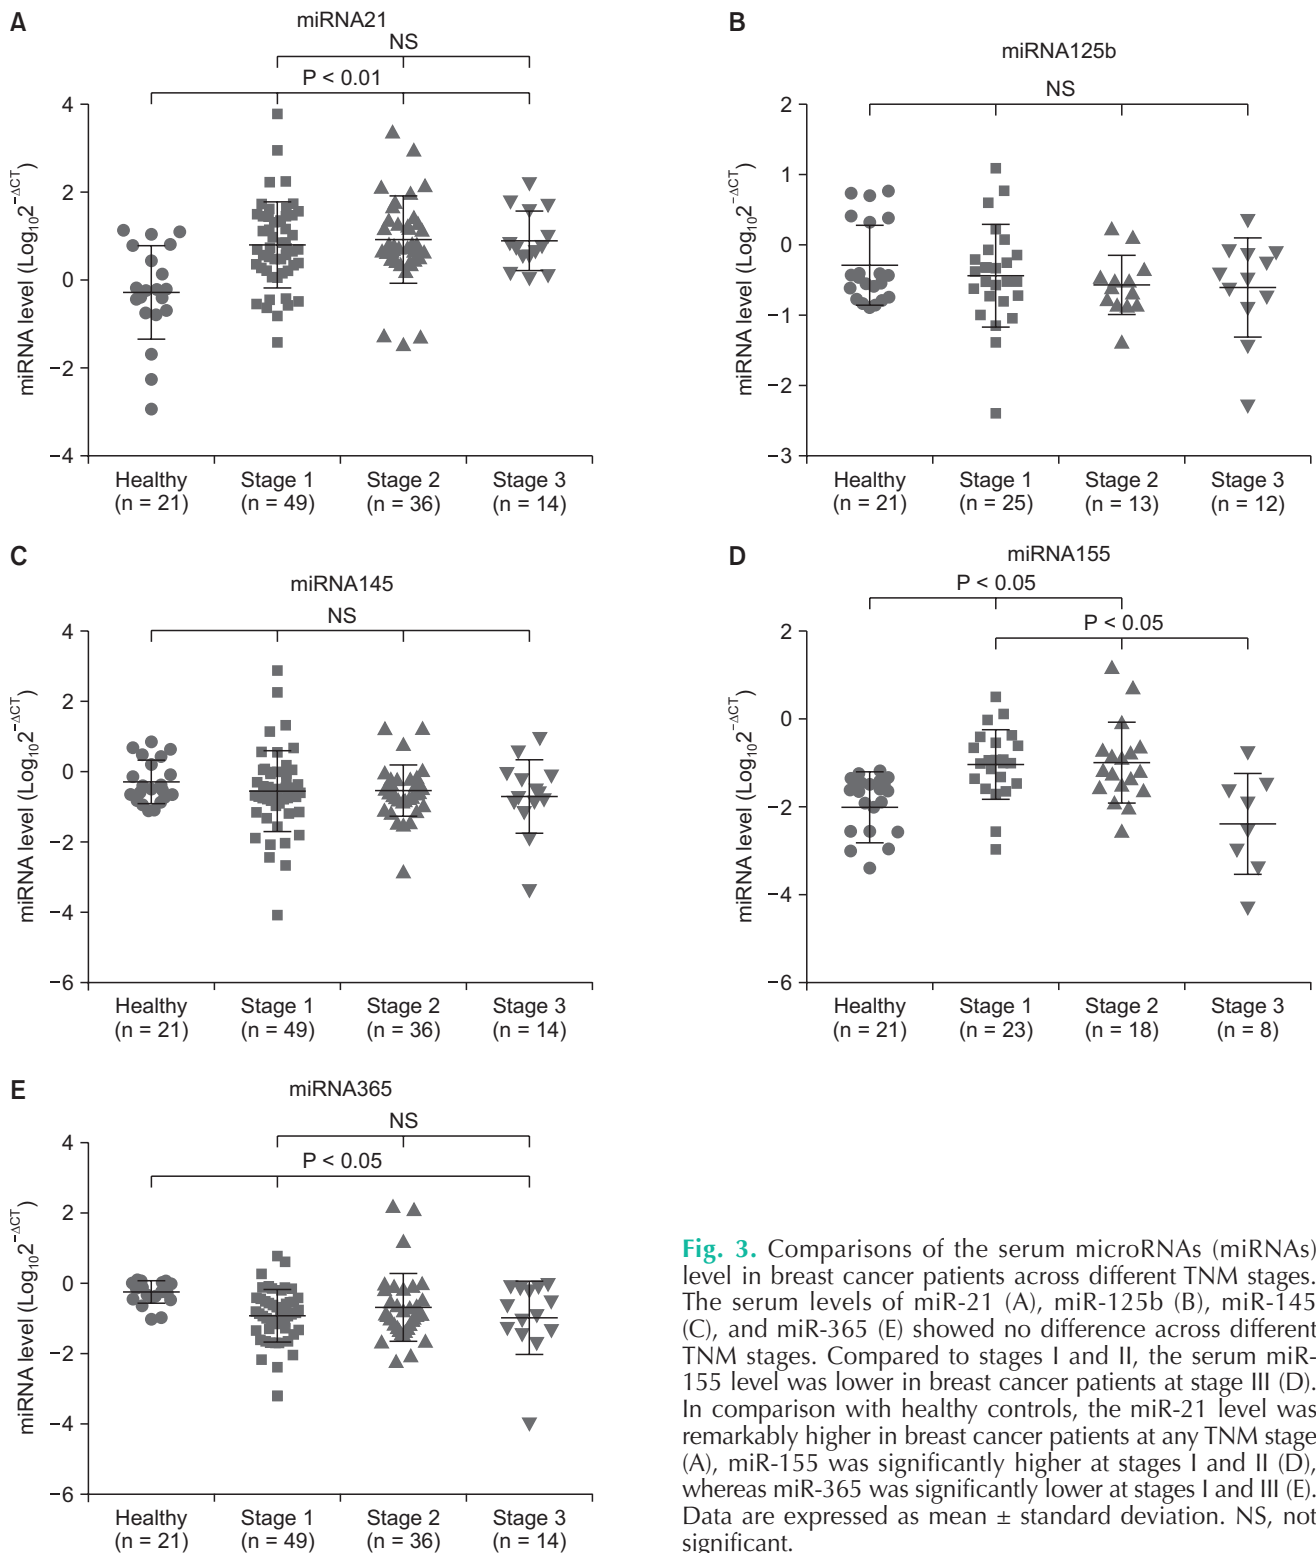 A
miRNA21
NS
P < 0.01
miRNA level (Log₁₀2⁻ΔCT)
4
2
0
−2
−4
Healthy
(n = 21)
Stage 1
(n = 49)
Stage 2
(n = 36)
Stage 3
(n = 14)
B
miRNA125b
NS
miRNA level (Log₁₀2⁻ΔCT)
2
1
0
−1
−2
−3
Healthy
(n = 21)
Stage 1
(n = 25)
Stage 2
(n = 13)
Stage 3
(n = 12)
C
miRNA145
NS
miRNA level (Log₁₀2⁻ΔCT)
4
2
0
−2
−4
−6
Healthy
(n = 21)
Stage 1
(n = 49)
Stage 2
(n = 36)
Stage 3
(n = 14)
D
miRNA155
P < 0.05
P < 0.05
miRNA level (Log₁₀2⁻ΔCT)
2
0
−2
−4
−6
Healthy
(n = 21)
Stage 1
(n = 23)
Stage 2
(n = 18)
Stage 3
(n = 8)
E
miRNA365
NS
P < 0.05
miRNA level (Log₁₀2⁻ΔCT)
4
2
0
−2
−4
−6
Healthy
(n = 21)
Stage 1
(n = 49)
Stage 2
(n = 36)
Stage 3
(n = 14)
Fig. 3. Comparisons of the serum microRNAs (miRNAs)
level in breast cancer patients across different TNM stages.
The serum levels of miR-21 (A), miR-125b (B), miR-145
(C), and miR-365 (E) showed no difference across different
TNM stages. Compared to stages I and II, the serum miR-
155 level was lower in breast cancer patients at stage III (D).
In comparison with healthy controls, the miR-21 level was
remarkably higher in breast cancer patients at any TNM stage
(A), miR-155 was significantly higher at stages I and II (D),
whereas miR-365 was significantly lower at stages I and III (E).
Data are expressed as mean ± standard deviation. NS, not
significant.